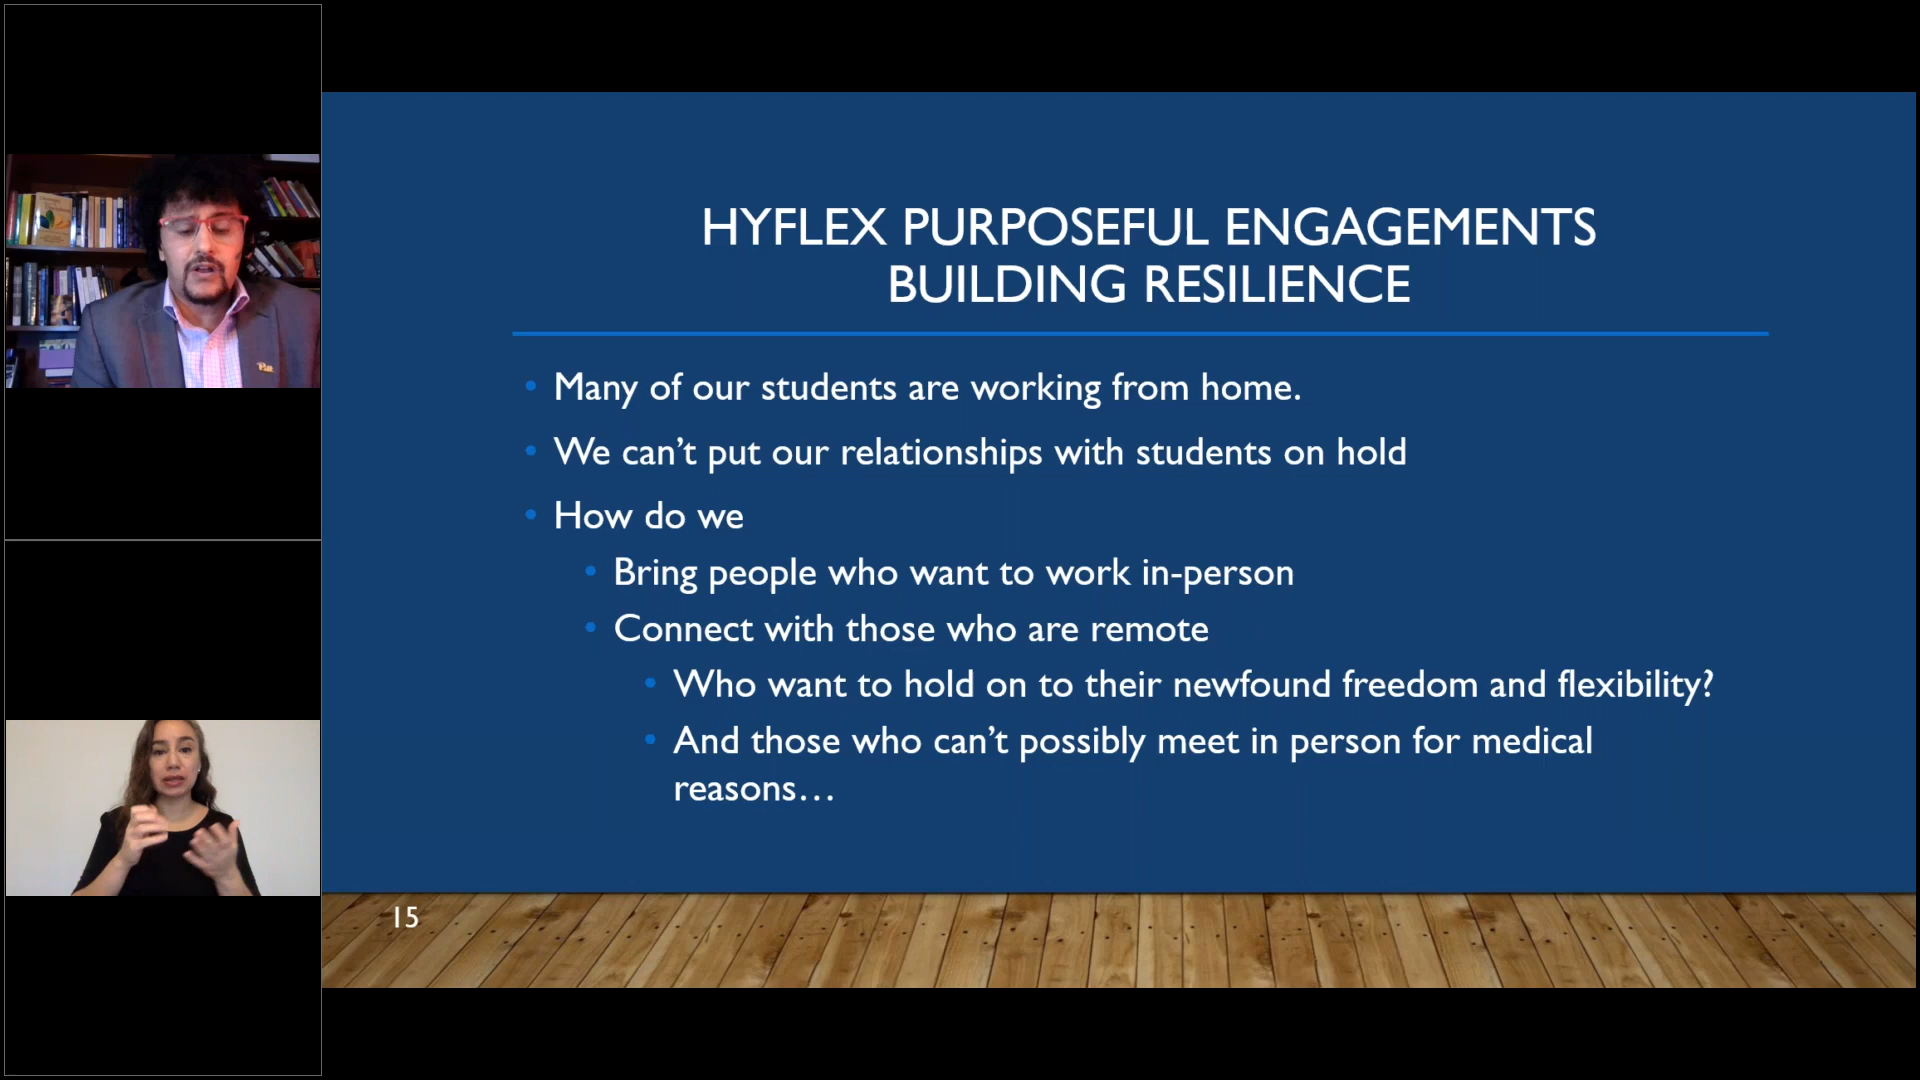 HYFLEX PURPOSEFUL ENGAGEMENTS
BUILDING RESILIENCE
• Many of our students are working from home.
• We can’t put our relationships with students on hold
• How do we
• Bring people who want to work in-person
• Connect with those who are remote
• Who want to hold on to their newfound freedom and flexibility?
• And those who can’t possibly meet in person for medical
reasons…
15